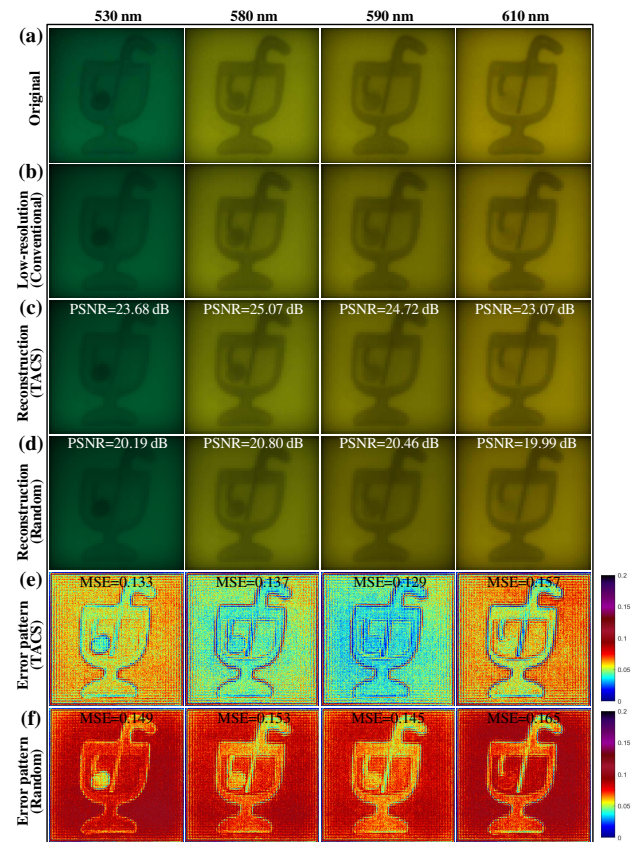 530 nm 580 nm 590 nm 610 nm
(a)
Original
(b)
Low-resolution
(Conventional)
(c)
Reconstruction
(TACS)
PSNR=23.68 dB PSNR=25.07 dB PSNR=24.72 dB PSNR=23.07 dB
(d)
Reconstruction
(Random)
PSNR=20.19 dB PSNR=20.80 dB PSNR=20.46 dB PSNR=19.99 dB
(e)
Error pattern
(TACS)
MSE=0.133 MSE=0.137 MSE=0.129 MSE=0.157
0.2
0.15
0.1
0.05
0
(f)
Error pattern
(Random)
MSE=0.149 MSE=0.153 MSE=0.145 MSE=0.165
0.2
0.15
0.1
0.05
0